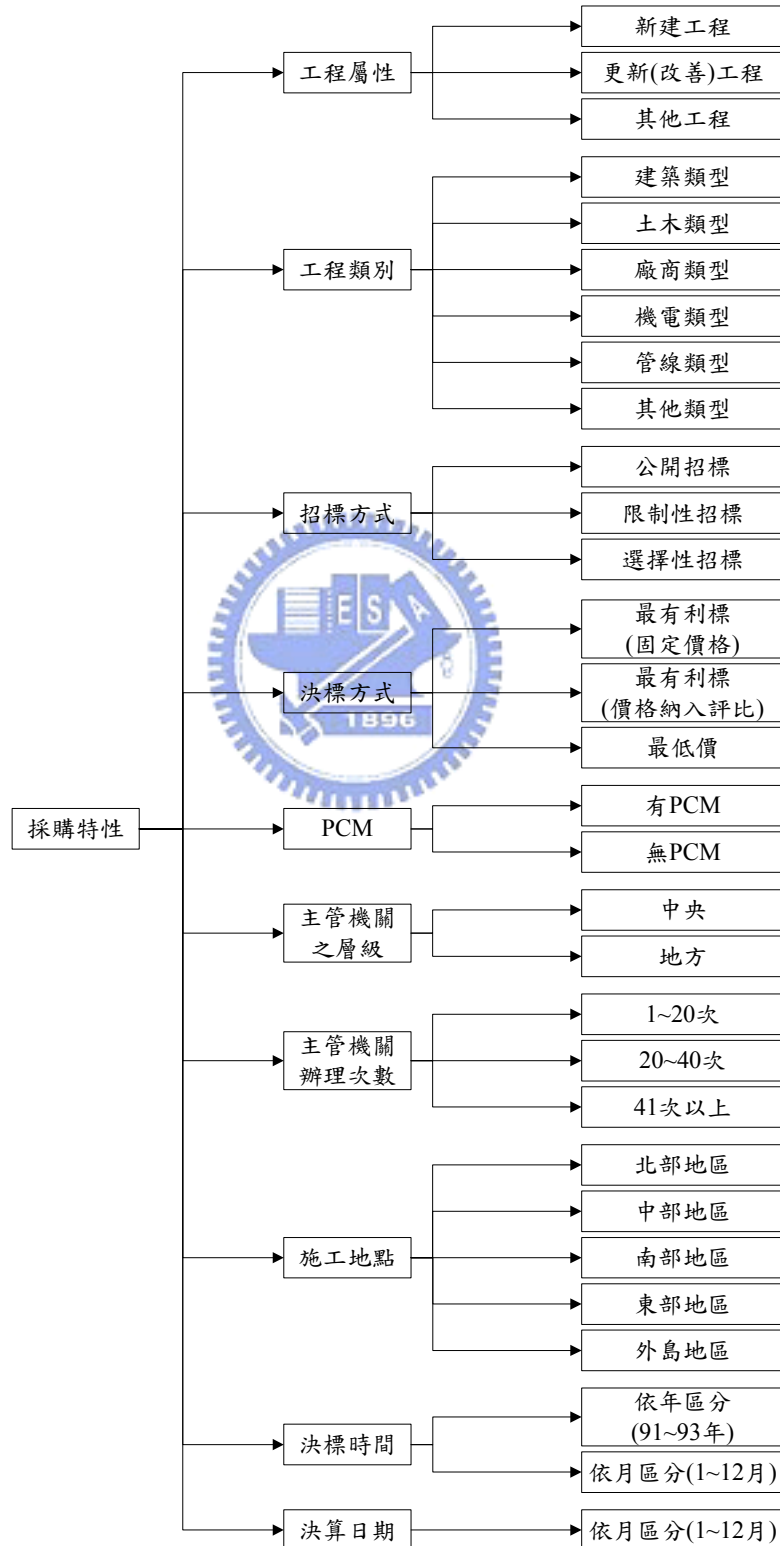 採購特性
工程屬性
新建工程
更新(改善)工程
其他工程
工程類別
建築類型
土木類型
廠商類型
機電類型
管線類型
其他類型
招標方式
公開招標
限制性招標
選擇性招標
決標方式
最有利標
(固定價格)
最有利標
(價格納入評比)
最低價
PCM
有PCM
無PCM
主管機關
之層級
中央
地方
主管機關
辦理次數
1~20次
20~40次
41次以上
施工地點
北部地區
中部地區
南部地區
東部地區
外島地區
決標時間
依年區分
(91~93年)
依月區分(1~12月)
決算日期
依月區分(1~12月)
E S A
1896